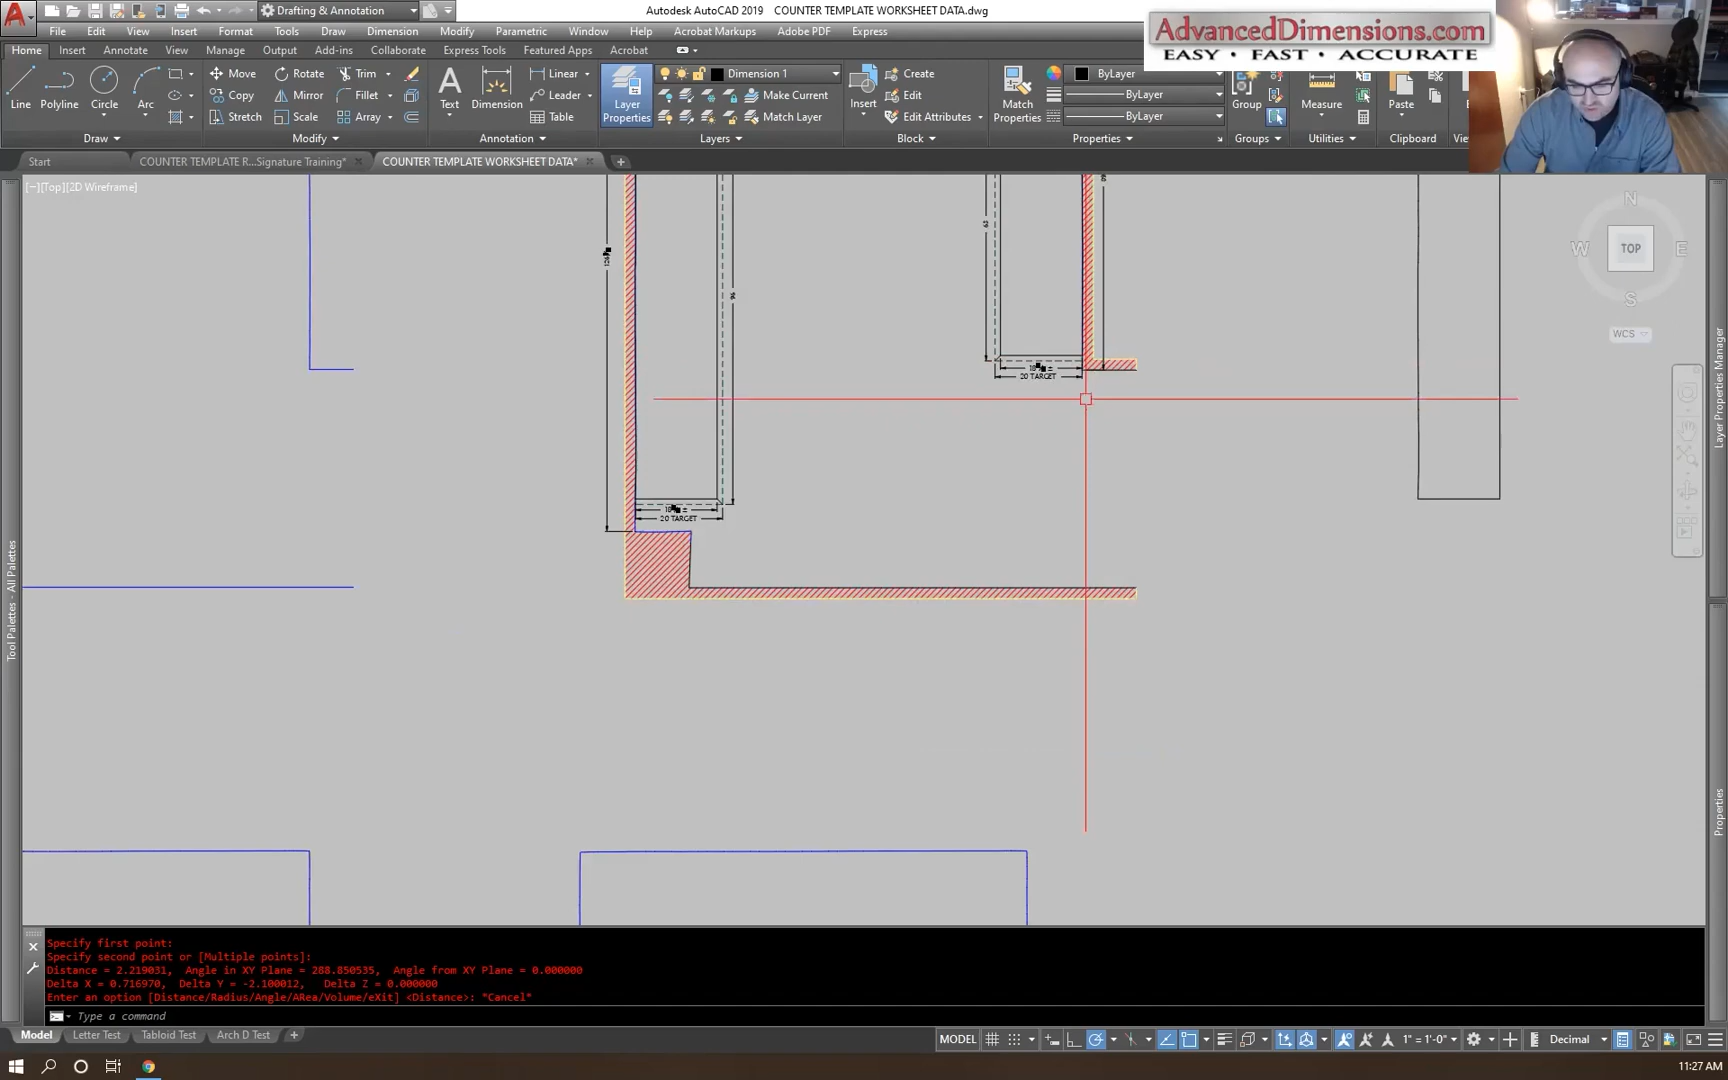 Drafting & Annotation
Autodesk AutoCAD 2019 COUNTER TEMPLATE WORKSHEET DATA.dwg
File Edit View Insert Format Tools Draw Dimension Modify Parametric Window Help Acrobat Markups Adobe PDF Express
AdvancedDimensions.com
EASY • FAST • ACCURATE
Home Insert Annotate View Manage Output Add-ins Collaborate Express Tools Featured Apps Acrobat
Line Polyline Circle Arc
Move Rotate Trim
Copy Mirror Fillet
Stretch Scale Array
Text Dimension
Linear
Leader
Table
Layer Properties
Dimension 1
Make Current
Match Layer
Insert
Create
Edit
Edit Attributes
Match Properties
ByLayer
ByLayer
ByLayer
Group Measure Paste
Draw Modify Annotation Layers Block Properties Groups Utilities Clipboard
Start COUNTER TEMPLATE R...Signature Training* COUNTER TEMPLATE WORKSHEET DATA*
[−][Top][2D Wireframe]
N
W TOP E
S
WCS
63
96
20 TARGET
20 TARGET
Tool Palettes - All Palettes
Layer Properties Manager
Properties
Specify first point:
Specify second point or [Multiple points]:
Distance = 2.219031, Angle in XY Plane = 288.850535, Angle from XY Plane = 0.000000
Delta X = 0.716970, Delta Y = -2.100012, Delta Z = 0.000000
Enter an option [Distance/Radius/Angle/ARea/Volume/eXit] <Distance>: *Cancel*
Type a command
Model Letter Test Tabloid Test Arch D Test
MODEL 1" = 1'-0" Decimal
11:27 AM